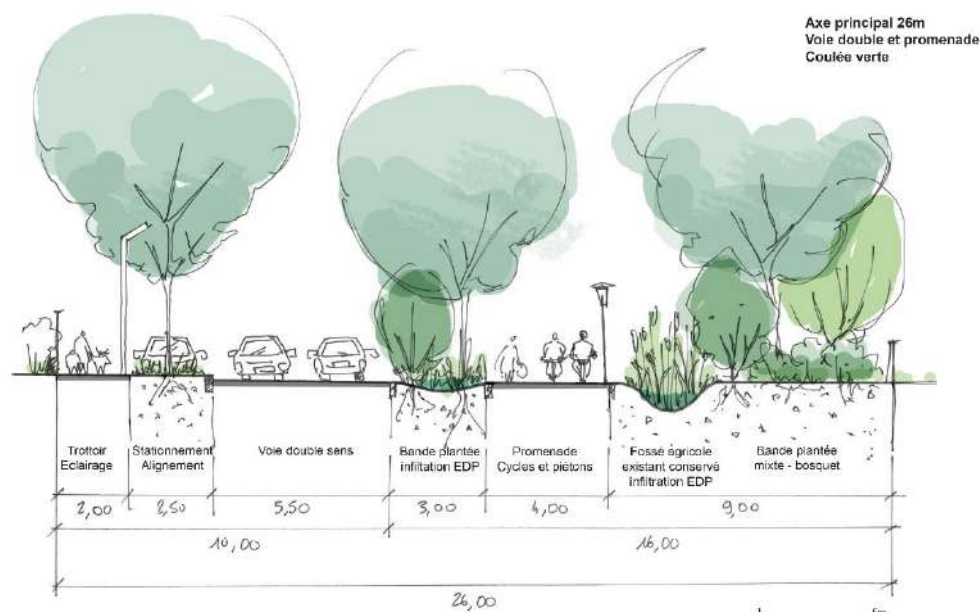 Axe principal 26m
Voie double et promenade
Coulée verte
Trottoir
Eclairage
Stationnement
Alignement
Voie double sens
Bande plantée
infiltation EDP
Promenade
Cycles et piétons
Fossé agricole
existant conservé
infiltration EDP
Bande plantée
mixte - bosquet
2,00 2,50 5,50 3,00 4,00 9,00
10,00 16,00
26,00